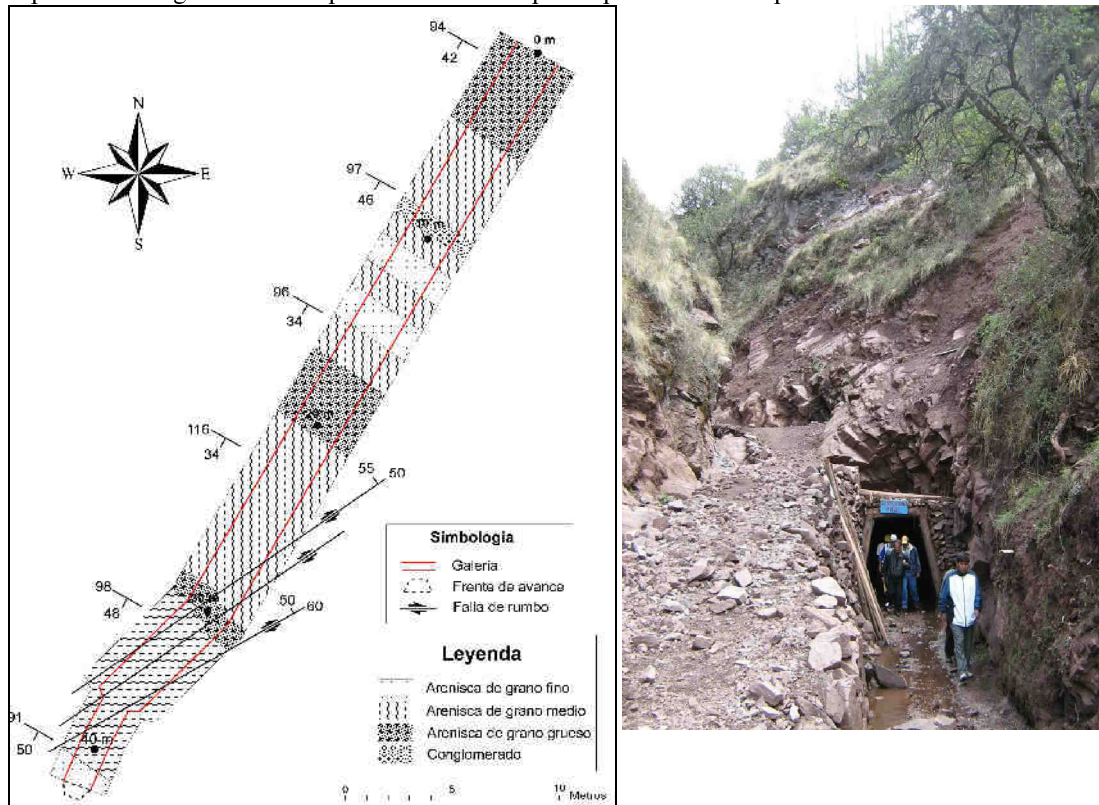 94
0 m
42
N
W
E
S
97
46
96
34
116
34
55
50
Simbología
Galería
Frente de avance
Falla de rumbo
98
48
50
60
Leyenda
Arenisca de grano fino
Arenisca de grano medio
Arenisca de grano grueso
Conglomerado
91
50
40 m
0
5
10
Metros